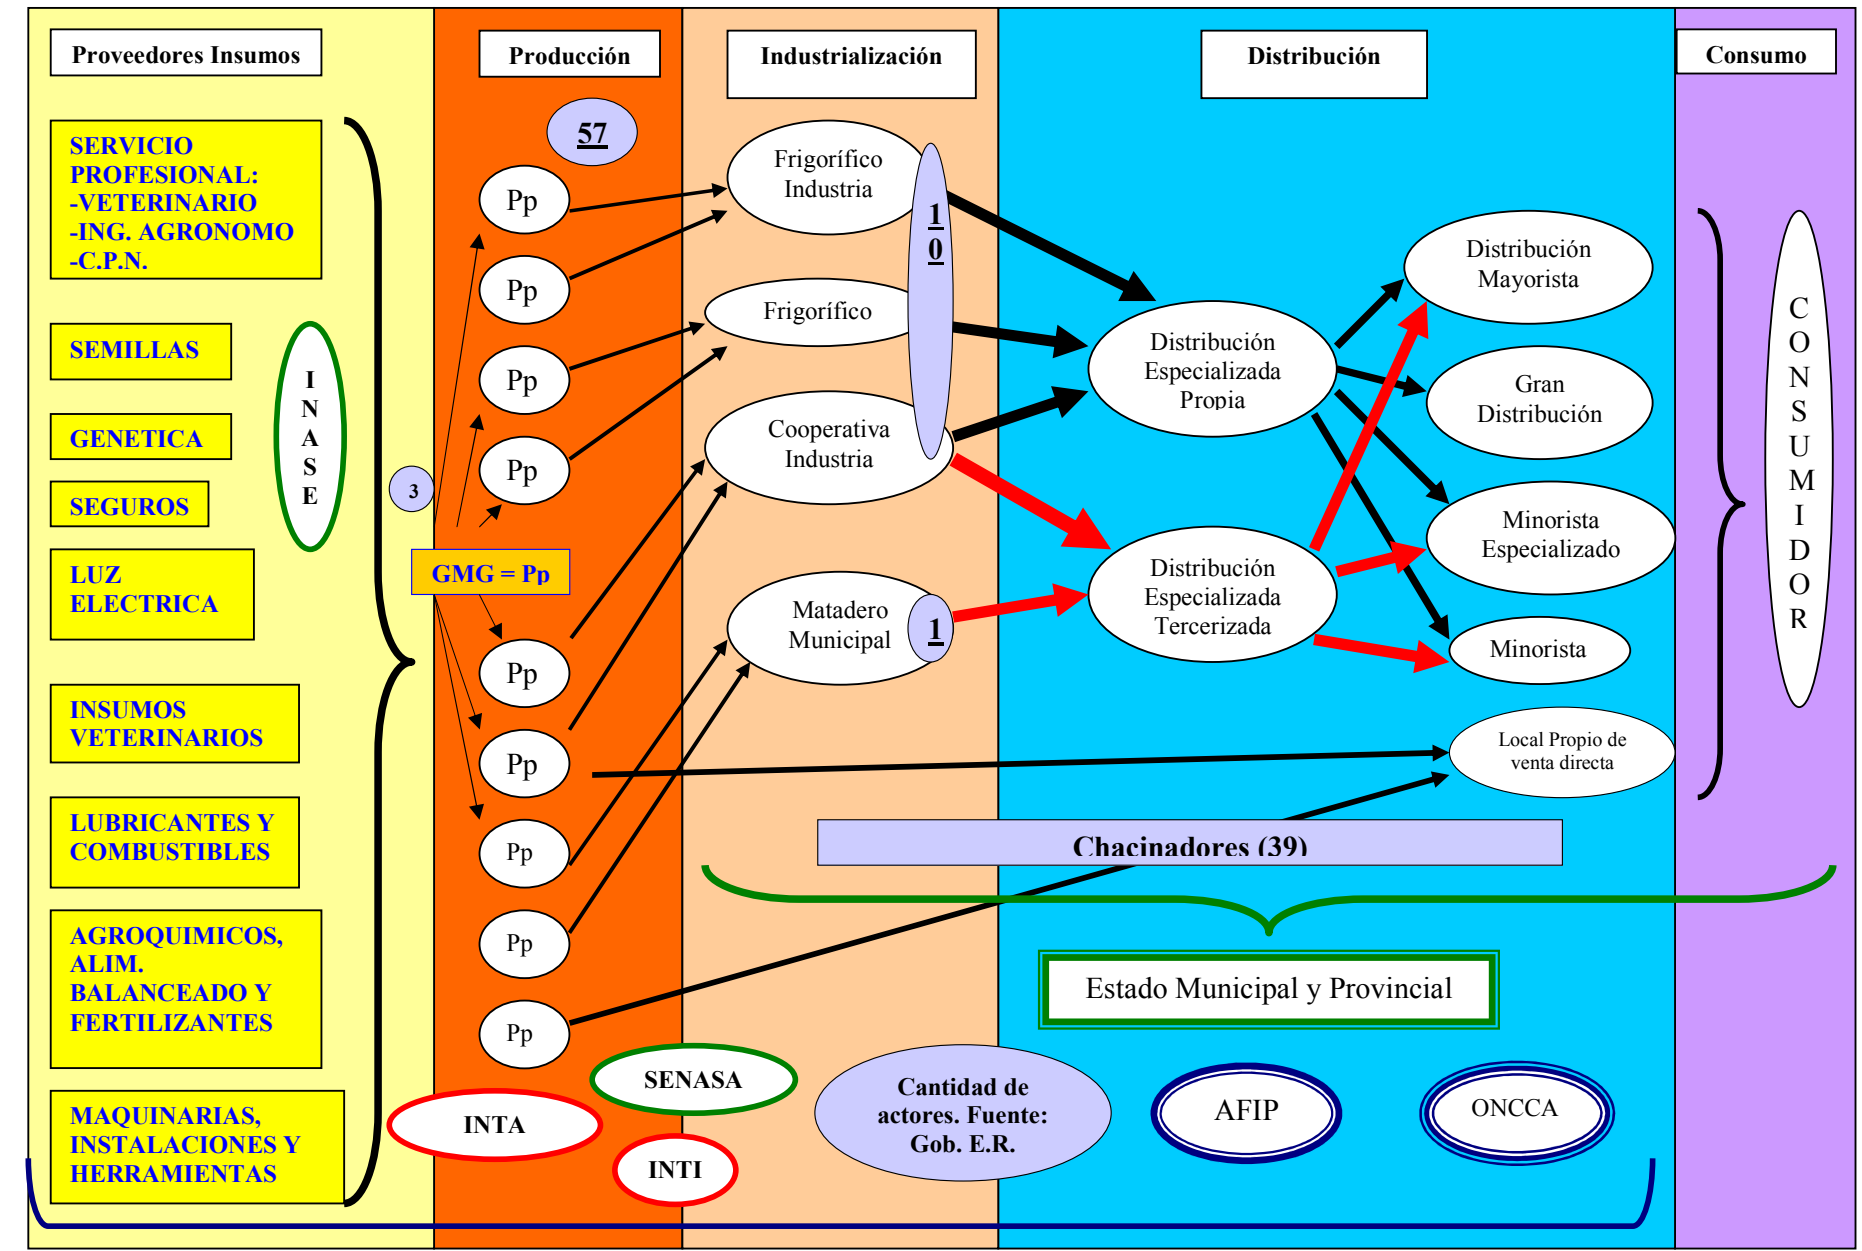 Proveedores Insumos
Producción
Industrialización
Distribución
Consumo
SERVICIO
PROFESIONAL:
-VETERINARIO
-ING. AGRONOMO
-C.P.N.
SEMILLAS
GENETICA
SEGUROS
LUZ
ELECTRICA
INSUMOS
VETERINARIOS
LUBRICANTES Y
COMBUSTIBLES
AGROQUIMICOS,
ALIM.
BALANCEADO Y
FERTILIZANTES
MAQUINARIAS,
INSTALACIONES Y
HERRAMIENTAS
I
N
A
S
E
3
57
Pp
Pp
Pp
Pp
GMG = Pp
Pp
Pp
Pp
Pp
Pp
Frigorífico
Industria
Frigorífico
Cooperativa
Industria
Matadero
Municipal
1
0
1
Distribución
Especializada
Propia
Distribución
Especializada
Tercerizada
Distribución
Mayorista
Gran
Distribución
Minorista
Especializado
Minorista
Local Propio de
venta directa
C
O
N
S
U
M
I
D
O
R
Chacinadores (39)
Estado Municipal y Provincial
SENASA
INTA
INTI
Cantidad de
actores. Fuente:
Gob. E.R.
AFIP
ONCCA